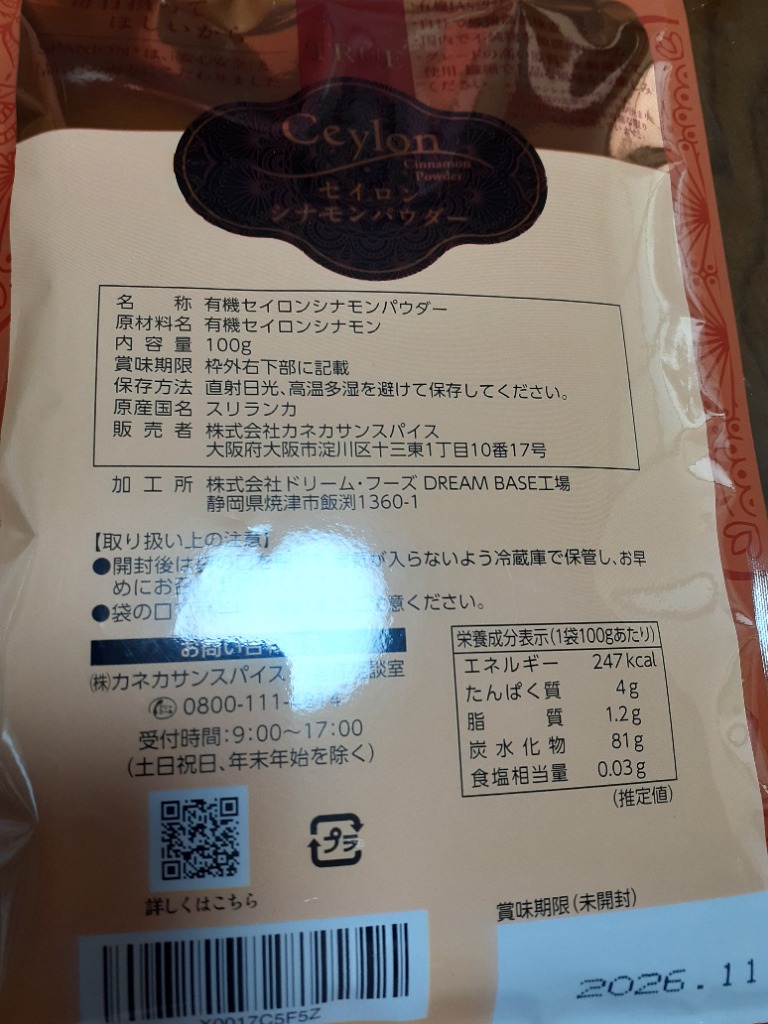 Ceylon
Cinnamon
Powder
セイロン
シナモンパウダー
名 称 有機セイロンシナモンパウダー
原材料名 有機セイロンシナモン
内容量 100g
賞味期限 枠外右下部に記載
保存方法 直射日光、高温多湿を避けて保存してください。
原産国名 スリランカ
販売者 株式会社カネカサンスパイス
大阪府大阪市淀川区十三東1丁目10番17号
加工所 株式会社ドリーム・フーズ DREAM BASE工場
静岡県焼津市飯渕1360-1
【取り扱い上の注意】
●開封後は が入らないよう冷蔵庫で保管し、お早
めにお
●袋の口 意ください。
お問い合
㈱カネカサンスパイス 談室
0800-111-
受付時間:9:00～17:00
(土日祝日、年末年始を除く)
栄養成分表示(1袋100gあたり)
エネルギー 247kcal
たんぱく質 4g
脂質 1.2g
炭水化物 81g
食塩相当量 0.03g
(推定値)
プラ
詳しくはこちら
賞味期限(未開封)
2026.11
X0017C5F5Z